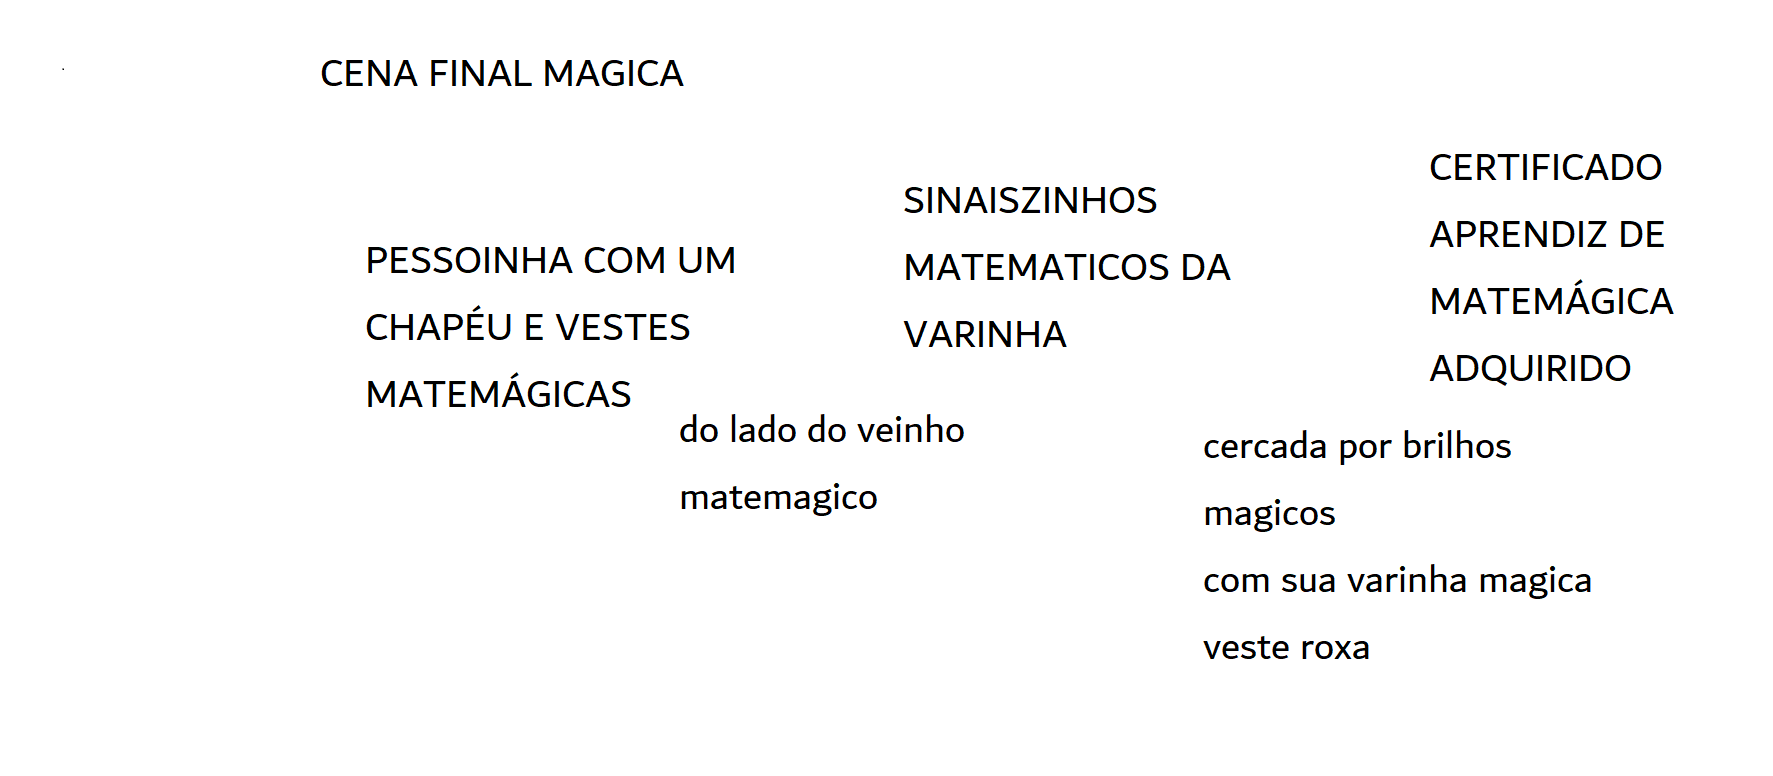 CENA FINAL MAGICA
PESSOINHA COM UM
CHAPÉU E VESTES
MATEMÁGICAS
do lado do veinho
matemagico
SINAISZINHOS
MATEMATICOS DA
VARINHA
CERTIFICADO
APRENDIZ DE
MATEMÁGICA
ADQUIRIDO
cercada por brilhos
magicos
com sua varinha magica
veste roxa